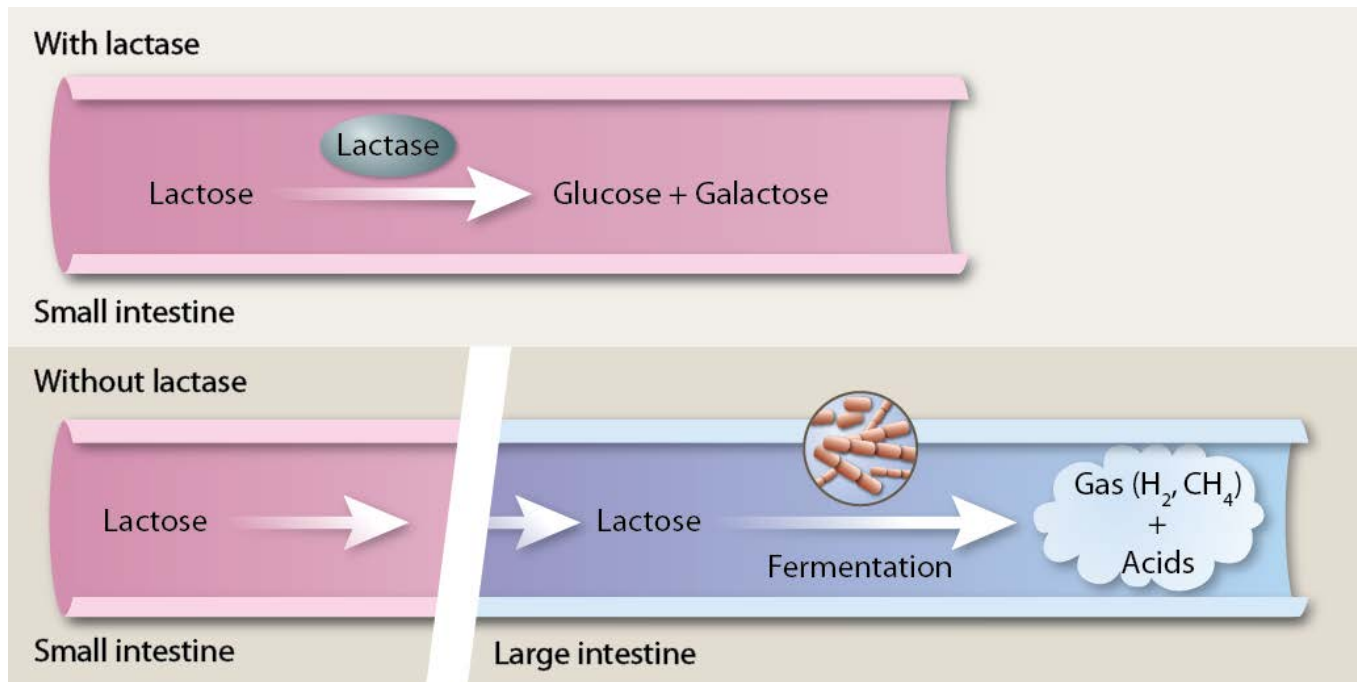 With lactase
Lactase
Lactose
Glucose + Galactose
Small intestine
Without lactase
Lactose
Lactose
Fermentation
Gas (H₂, CH₄)
+
Acids
Small intestine
Large intestine